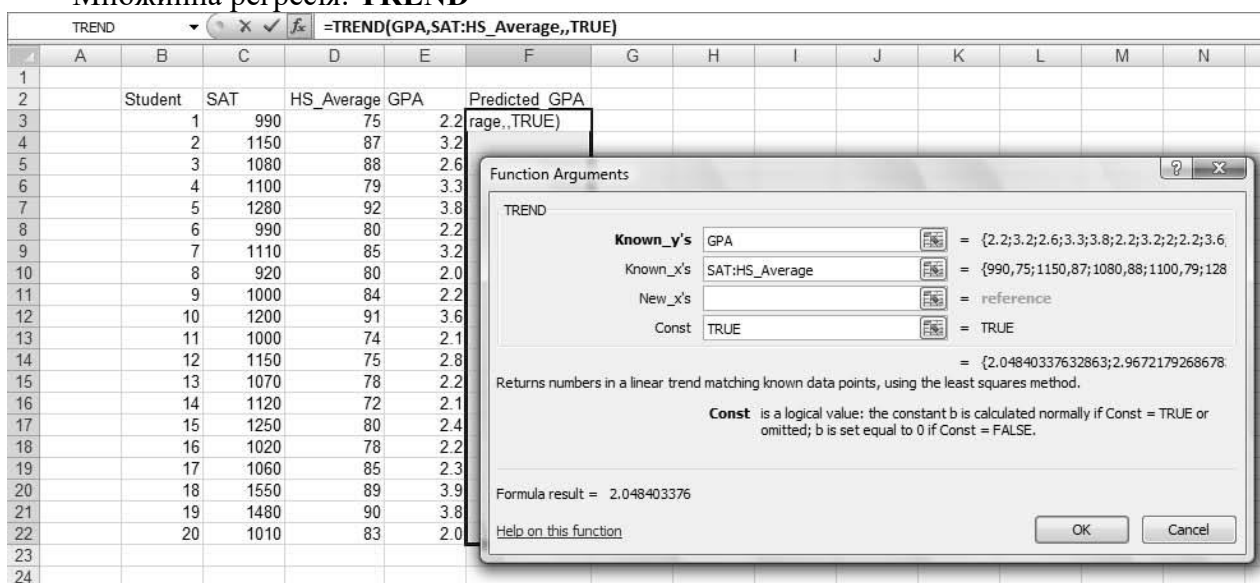 Множинна регресія. TREND
TREND =TREND(GPA,SAT:HS_Average,,TRUE)
A B C D E F G H I J K L M N
1
2 Student SAT HS_Average GPA Predicted_GPA
3 1 990 75 2.2 rage,,TRUE)
4 2 1150 87 3.2
5 3 1080 88 2.6
6 4 1100 79 3.3
7 5 1280 92 3.8
8 6 990 80 2.2
9 7 1110 85 3.2
10 8 920 80 2.0
11 9 1000 84 2.2
12 10 1200 91 3.6
13 11 1000 74 2.1
14 12 1150 75 2.8
15 13 1070 78 2.2
16 14 1120 72 2.1
17 15 1250 80 2.4
18 16 1020 78 2.2
19 17 1060 85 2.3
20 18 1550 89 3.9
21 19 1480 90 3.8
22 20 1010 83 2.0
23
24
Function Arguments
TREND
Known_y's GPA = {2.2;3.2;2.6;3.3;3.8;2.2;3.2;2;2.2;3.6,
Known_x's SAT:HS_Average = {990,75;1150,87;1080,88;1100,79;128
New_x's = reference
Const TRUE = TRUE
= {2.04840337632863;2.9672179268678
Returns numbers in a linear trend matching known data points, using the least squares method.
Const is a logical value: the constant b is calculated normally if Const = TRUE or
omitted; b is set equal to 0 if Const = FALSE.
Formula result = 2.048403376
Help on this function OK Cancel